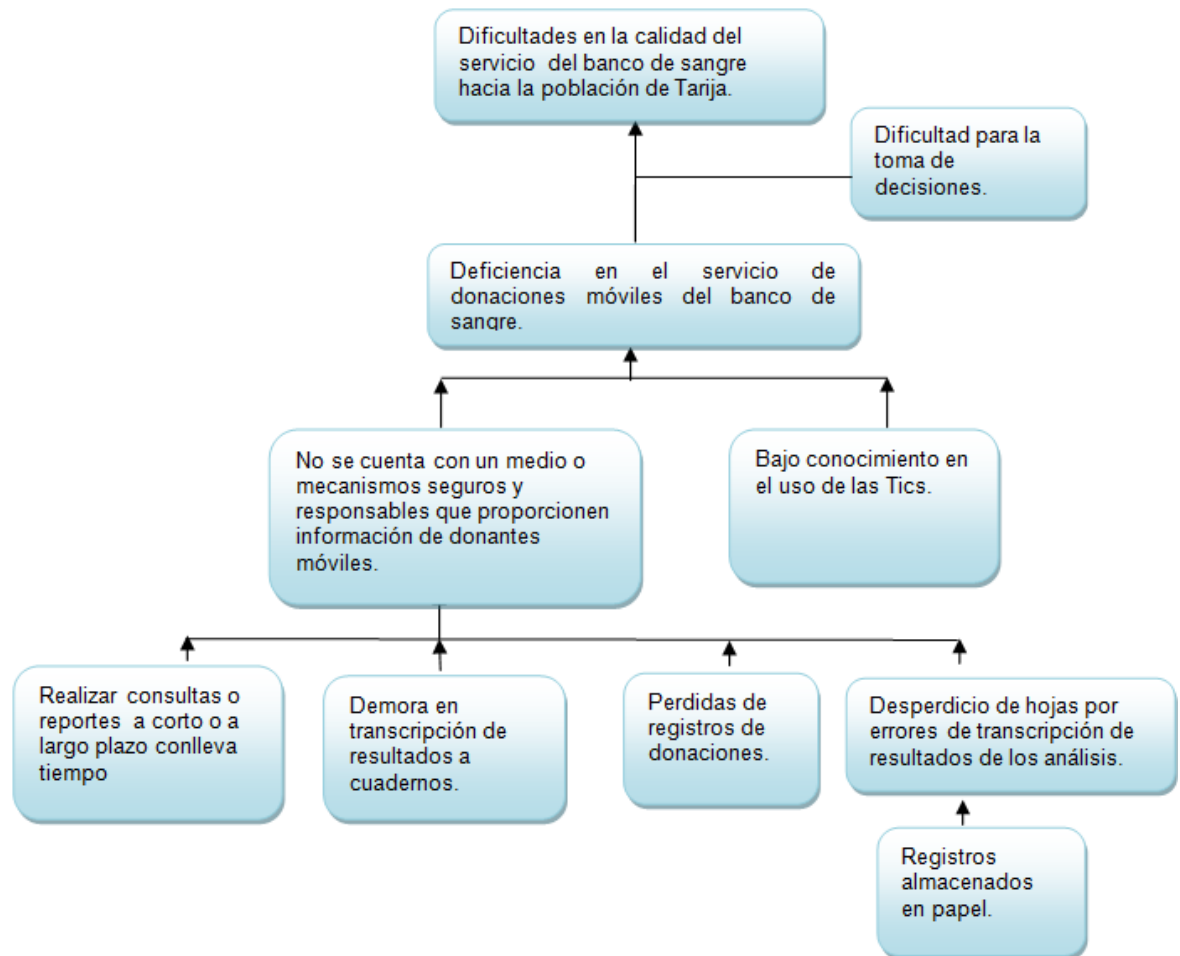 Dificultades en la calidad del
servicio del banco de sangre
hacia la población de Tarija.
Dificultad para la
toma de
decisiones.
Deficiencia en el servicio de
donaciones móviles del banco de
sangre.
No se cuenta con un medio o
mecanismos seguros y
responsables que proporcionen
información de donantes
móviles.
Bajo conocimiento en
el uso de las Tics.
Realizar consultas o
reportes a corto o a
largo plazo conlleva
tiempo
Demora en
transcripción de
resultados a
cuadernos.
Perdidas de
registros de
donaciones.
Desperdicio de hojas por
errores de transcripción de
resultados de los análisis.
Registros
almacenados
en papel.